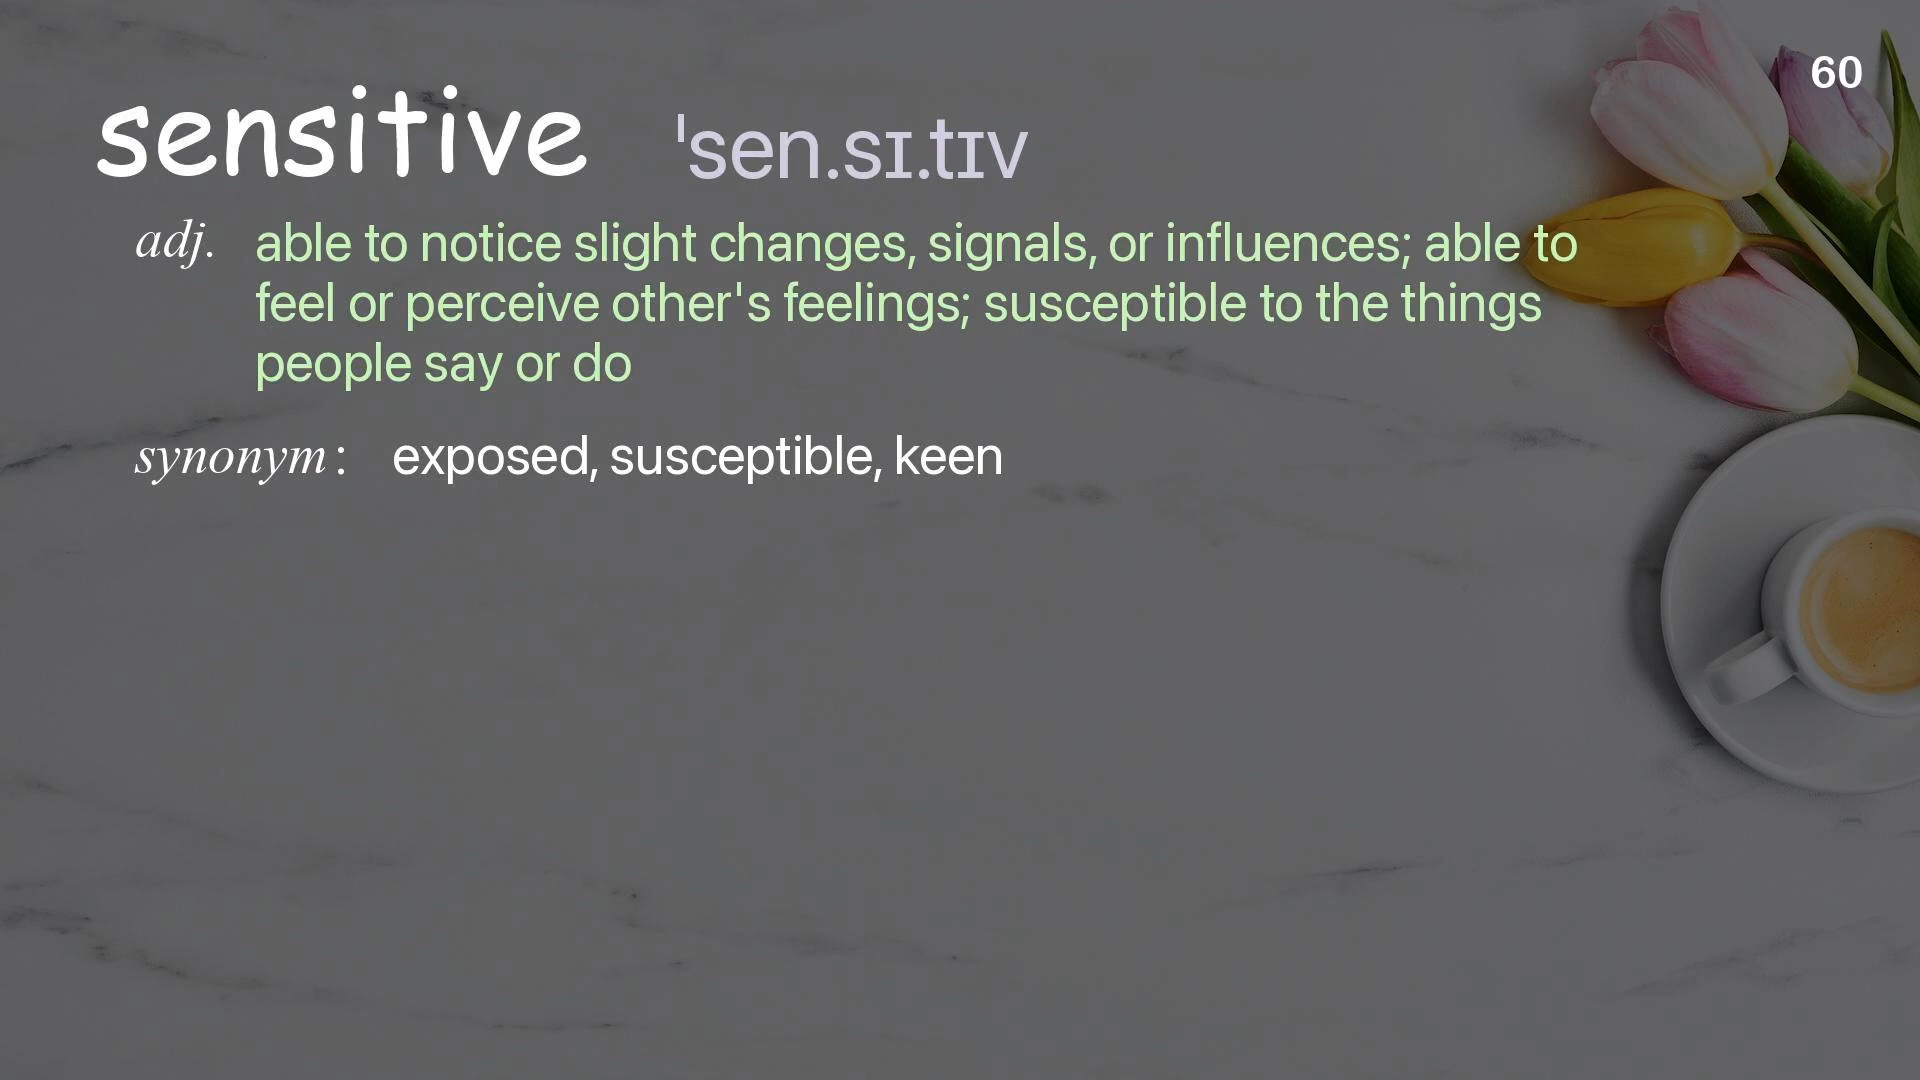 60
sensitive ˈsen.sɪ.tɪv
adj. able to notice slight changes, signals, or influences; able to
feel or perceive other's feelings; susceptible to the things
people say or do
synonym : exposed, susceptible, keen